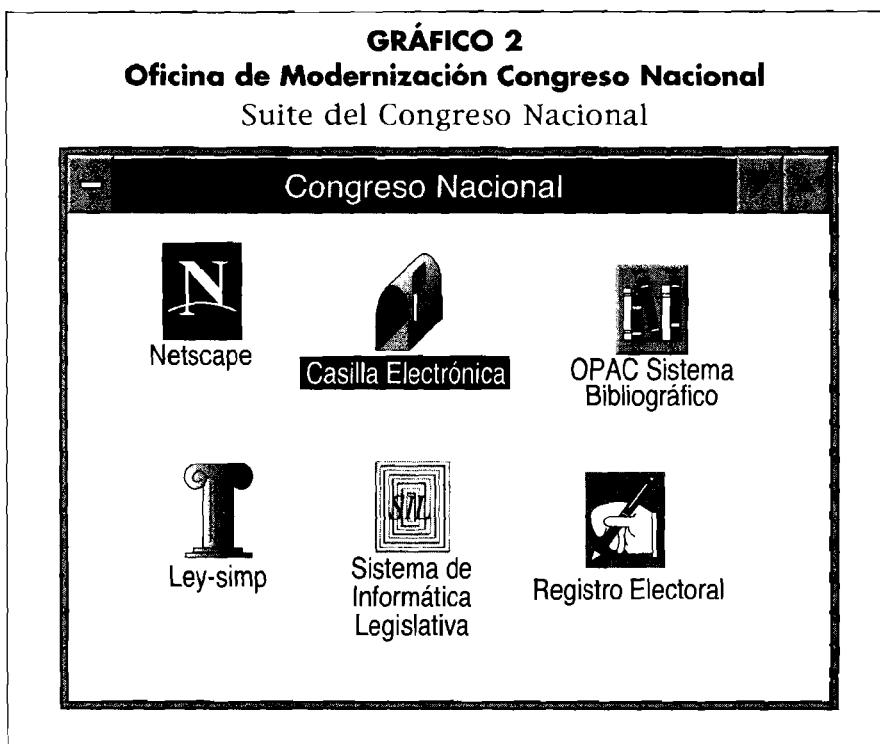 GRÁFICO 2
Oficina de Modernización Congreso Nacional
Suite del Congreso Nacional
Congreso Nacional
N
Netscape
Casilla Electrónica
OPAC Sistema
Bibliográfico
Ley-simp
Sistema de
Informática
Legislativa
Registro Electoral